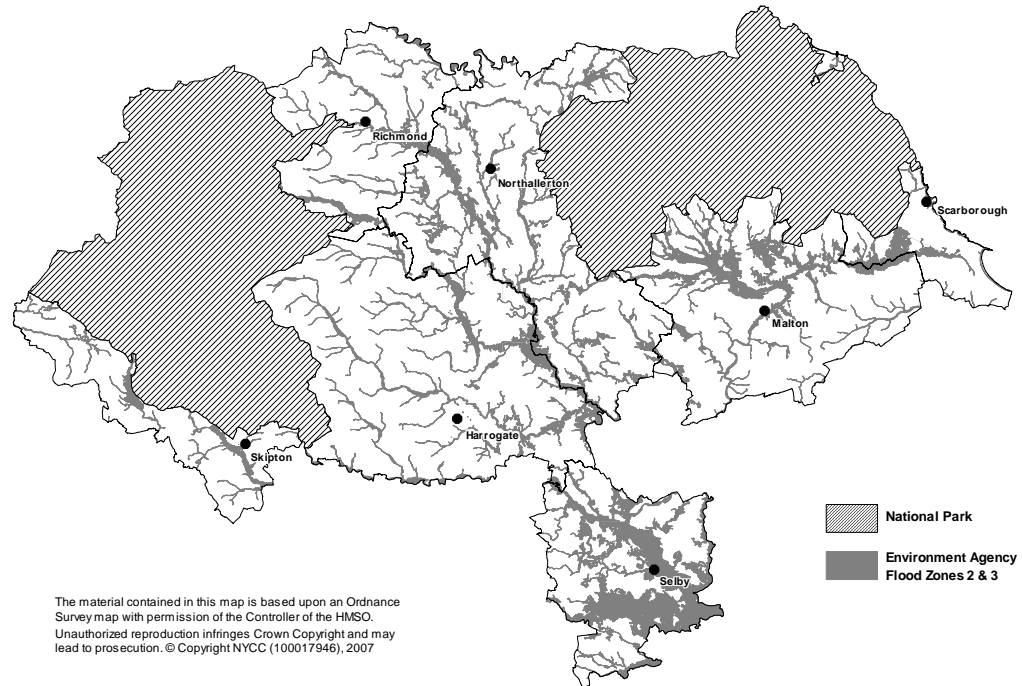 Richmond
Northallerton
Scarborough
Malton
Harrogate
Skipton
National Park
Environment Agency
Flood Zones 2 & 3
Selby
The material contained in this map is based upon an Ordnance
Survey map with permission of the Controller of the HMSO.
Unauthorized reproduction infringes Crown Copyright and may
lead to prosecution. © Copyright NYCC (100017946), 2007